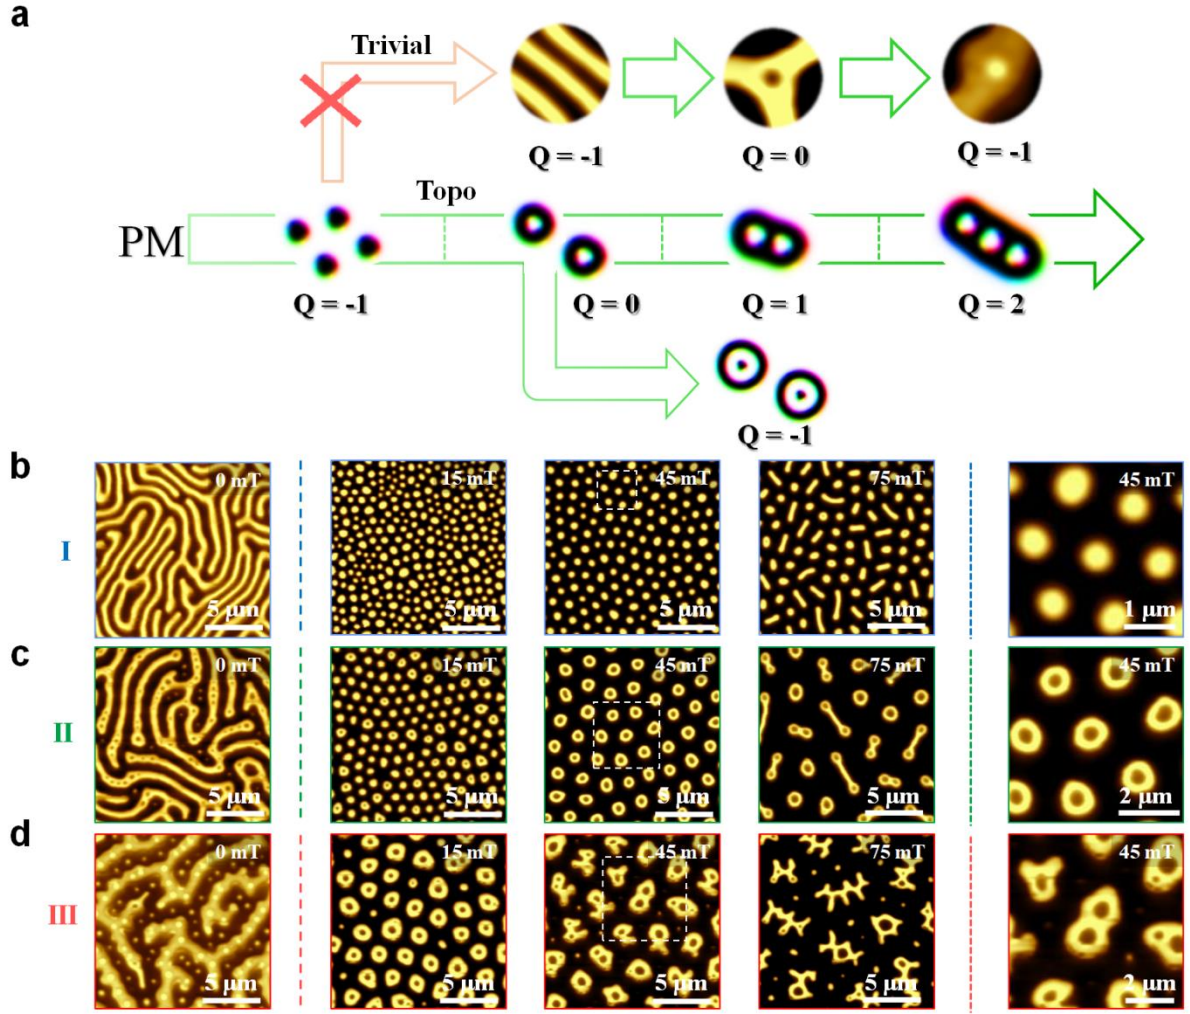 a
Trivial
Q = -1
Q = 0
Q = -1
Topo
PM
Q = -1
Q = 0
Q = 1
Q = 2
Q = -1
b
I
0 mT
5 μm
15 mT
5 μm
45 mT
5 μm
75 mT
5 μm
45 mT
1 μm
c
II
0 mT
5 μm
15 mT
5 μm
45 mT
5 μm
75 mT
5 μm
45 mT
2 μm
d
III
0 mT
5 μm
15 mT
5 μm
45 mT
5 μm
75 mT
5 μm
45 mT
2 μm